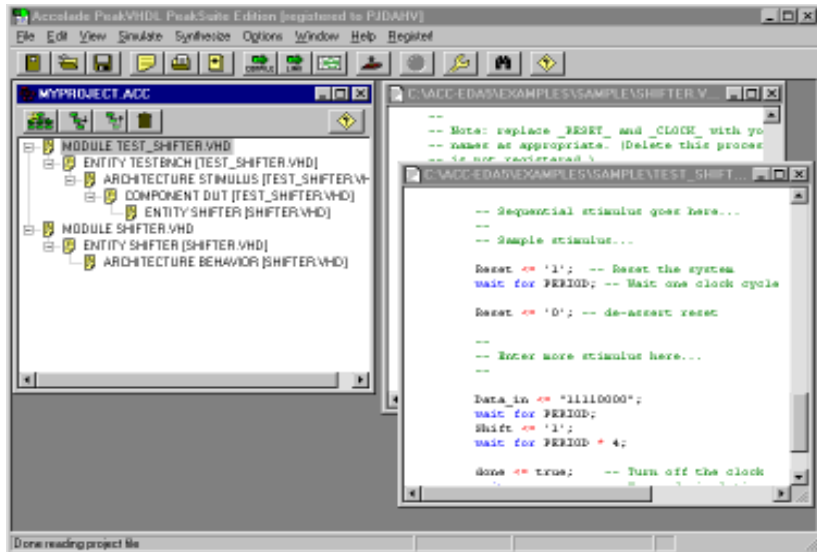 Accolade PeakVHDL PeakSuite Edition [registered to PJDAHV]
File Edit View Simulate Synthesize Options Window Help Register!
MYPROJECT.ACC
MODULE TEST_SHIFTER.VHD
ENTITY TESTBNCH [TEST_SHIFTER.VHD]
ARCHITECTURE STIMULUS [TEST_SHIFTER.VH
COMPONENT DUT [TEST_SHIFTER.VHD]
ENTITY SHIFTER [SHIFTER.VHD]
MODULE SHIFTER.VHD
ENTITY SHIFTER [SHIFTER.VHD]
ARCHITECTURE BEHAVIOR [SHIFTER.VHD]
C:\ACC-EDA5\EXAMPLES\SAMPLE\SHIFTER.V...
--
-- Note: replace _RESET_ and _CLOCK_ with yo
-- names as appropriate. (Delete this proces
-- is not registered.)
C:\ACC-EDA5\EXAMPLES\SAMPLE\TEST_SHIFT...
-- Sequential stimulus goes here...
--
-- Sample stimulus...
Reset <= '1'; -- Reset the system
wait for PERIOD; -- Wait one clock cycle
Reset <= '0'; -- de-assert reset
--
-- Enter more stimulus here...
--
Data_in <= "11110000";
wait for PERIOD;
Shift <= '1';
wait for PERIOD * 4;
done <= true; -- Turn off the clock
Done reading project file